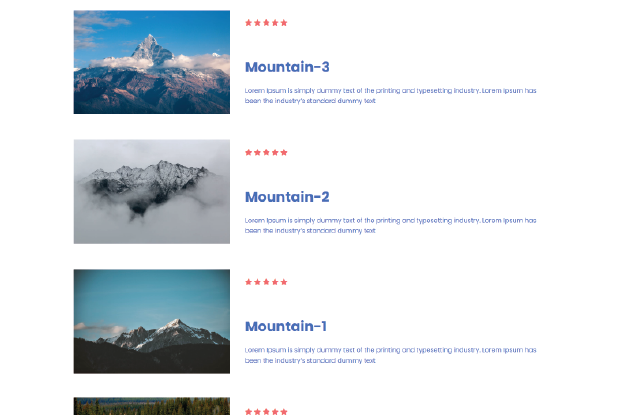 Mountain-3
Lorem Ipsum is simply dummy text of the printing and typesetting industry. Lorem Ipsum has
been the industry's standard dummy text
Mountain-2
Lorem Ipsum is simply dummy text of the printing and typesetting industry. Lorem Ipsum has
been the industry's standard dummy text
Mountain-1
Lorem Ipsum is simply dummy text of the printing and typesetting industry. Lorem Ipsum has
been the industry's standard dummy text